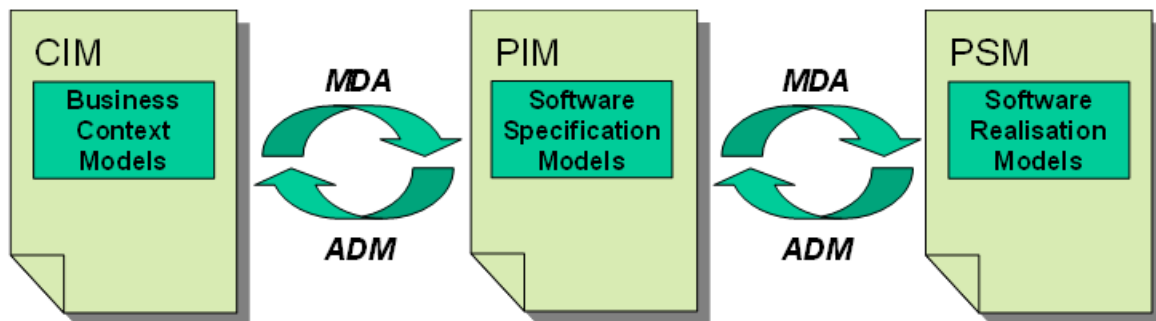 CIM
Business
Context
Models
MDA
ADM
PIM
Software
Specification
Models
MDA
ADM
PSM
Software
Realisation
Models